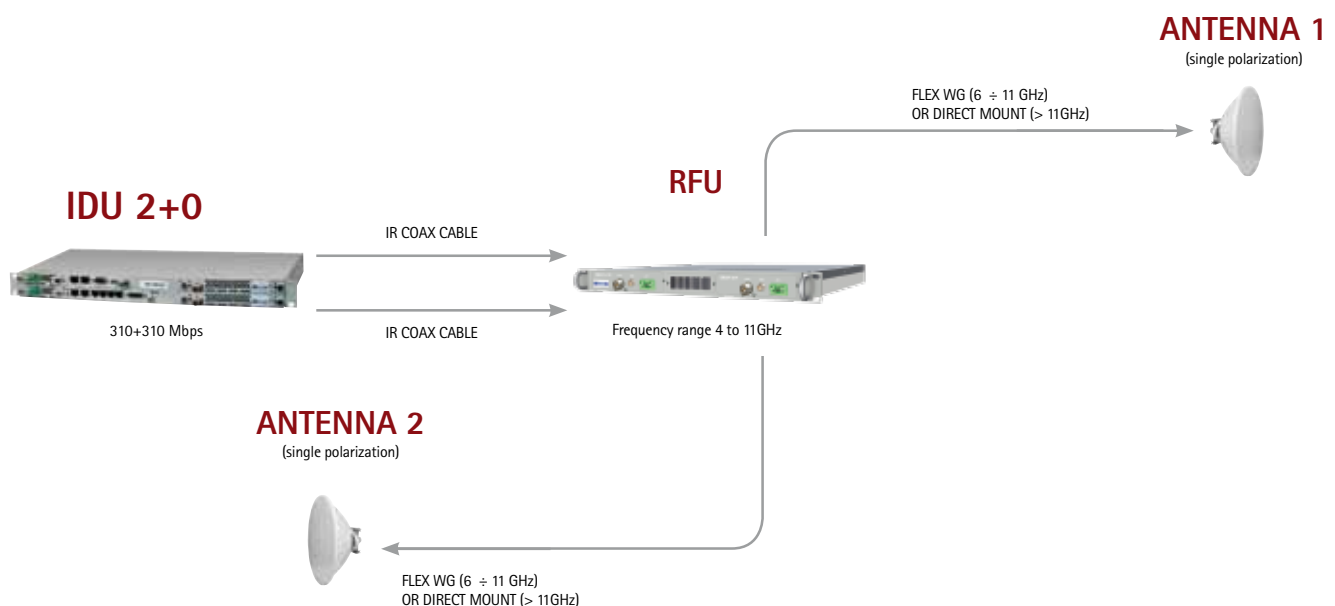 ANTENNA 1
(single polarization)
FLEX WG (6 ÷ 11 GHz)
OR DIRECT MOUNT (> 11GHz)
RFU
IDU 2+0
IR COAX CABLE
310+310 Mbps
IR COAX CABLE
Frequency range 4 to 11GHz
ANTENNA 2
(single polarization)
FLEX WG (6 ÷ 11 GHz)
OR DIRECT MOUNT (> 11GHz)